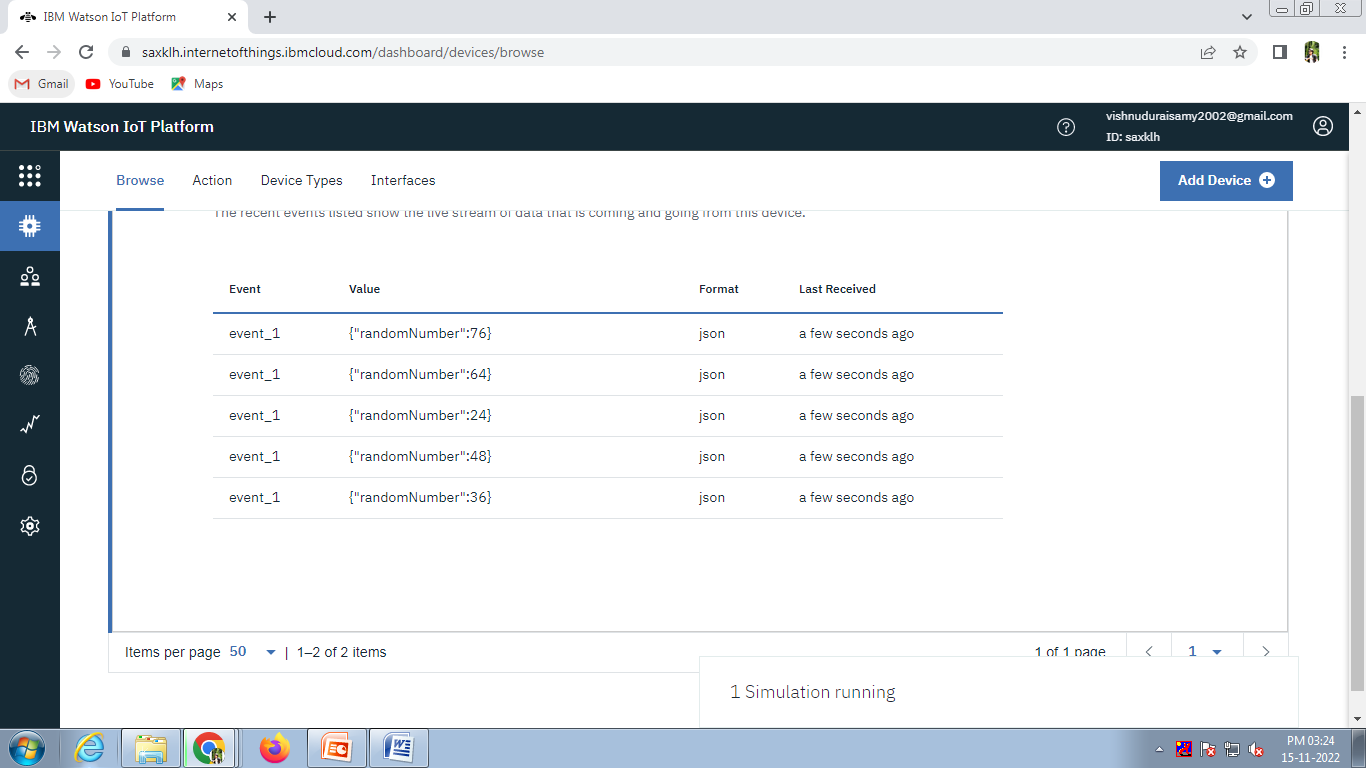 IBM Watson IoT Platform
saxklh.internetofthings.ibmcloud.com/dashboard/devices/browse
Gmail YouTube Maps
IBM Watson IoT Platform
vishnuduraisamy2002@gmail.com
ID: saxklh
Browse Action Device Types Interfaces Add Device
The recent events listed show the live stream of data that is coming and going from this device.
Event Value Format Last Received
event_1 {"randomNumber":76} json a few seconds ago
event_1 {"randomNumber":64} json a few seconds ago
event_1 {"randomNumber":24} json a few seconds ago
event_1 {"randomNumber":48} json a few seconds ago
event_1 {"randomNumber":36} json a few seconds ago
Items per page 50 | 1–2 of 2 items 1 of 1 page 1
1 Simulation running
PM 03:24
15-11-2022